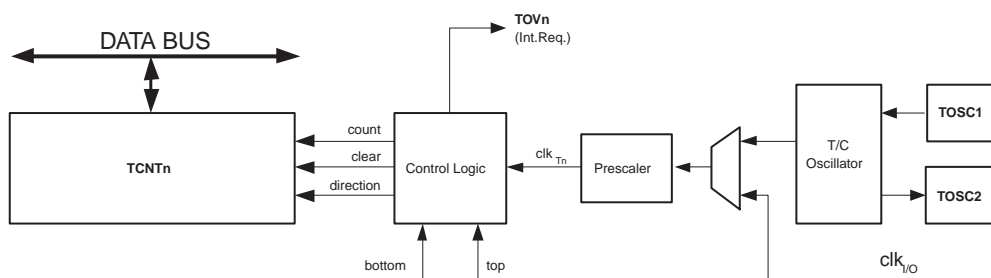 TOVn
(Int.Req.)
DATA BUS
TCNTn
count
clear
direction
Control Logic
clkTn
Prescaler
T/C
Oscillator
TOSC1
TOSC2
bottom
top
clkI/O